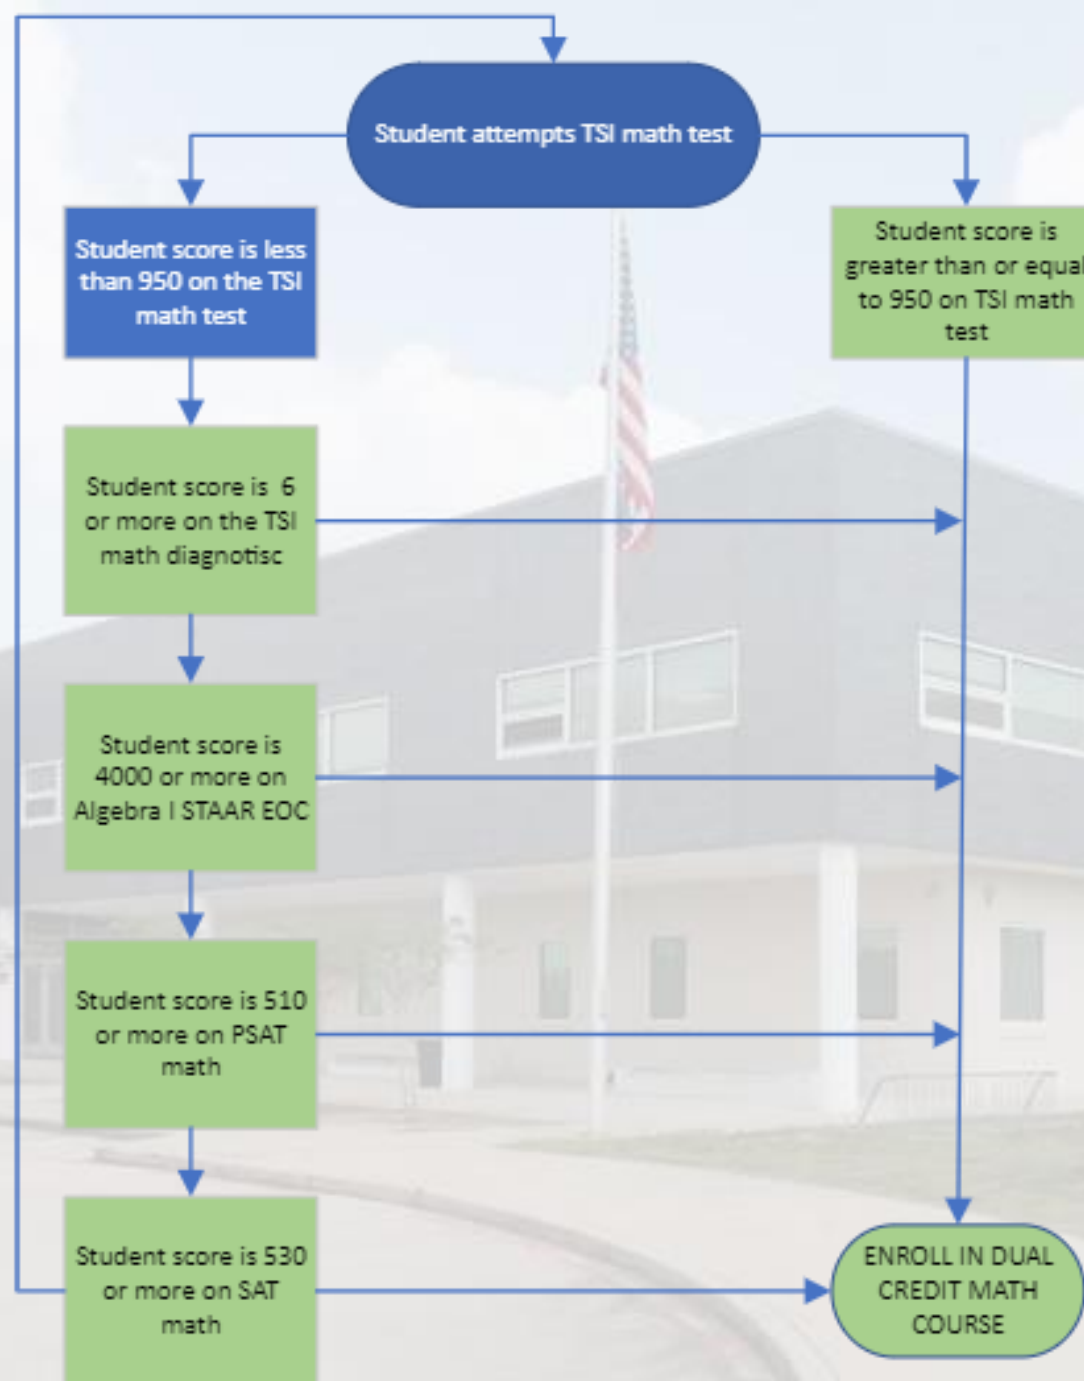 Student attempts TSI math test
Student score is less
than 950 on the TSI
math test
Student score is
greater than or equal
to 950 on TSI math
test
Student score is  6
or more on the TSI
math diagnotisc
Student score is
4000 or more on
Algebra I STAAR EOC
Student score is 510
or more on PSAT
math
Student score is 530
or more on SAT
math
ENROLL IN DUAL
CREDIT MATH
COURSE